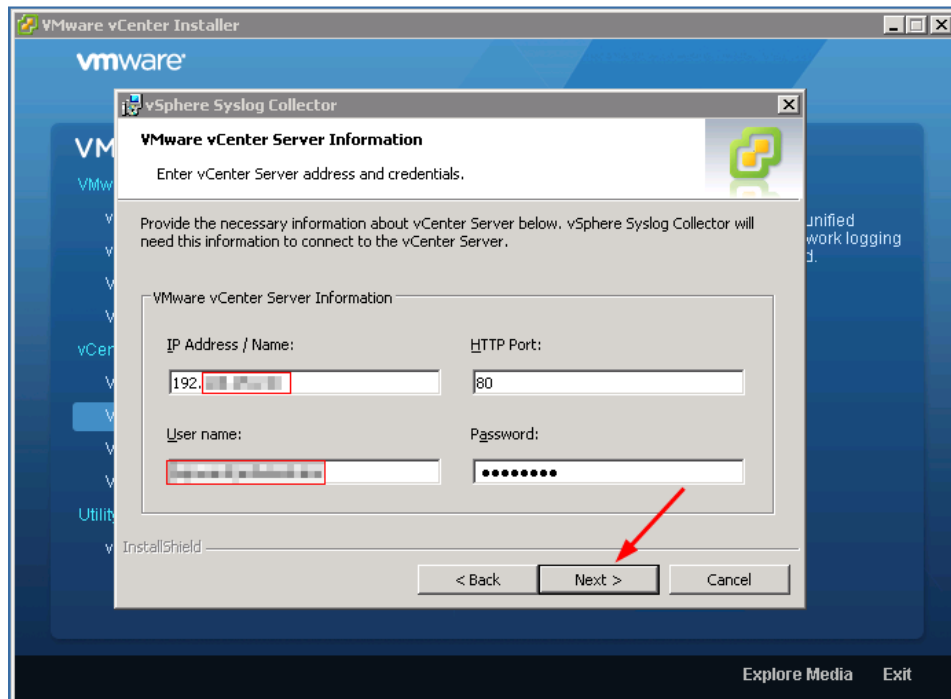 VMware vCenter Installer
vmware
vSphere Syslog Collector
VMware vCenter Server Information
Enter vCenter Server address and credentials.
Provide the necessary information about vCenter Server below. vSphere Syslog Collector will
need this information to connect to the vCenter Server.
VMware vCenter Server Information
IP Address / Name:
HTTP Port:
192.
80
User name:
Password:
••••••••
InstallShield
< Back
Next >
Cancel
VM
VMw
v
v
V
V
vCen
V
V
V
V
Utility
v
unified
work logging
d.
Explore Media
Exit